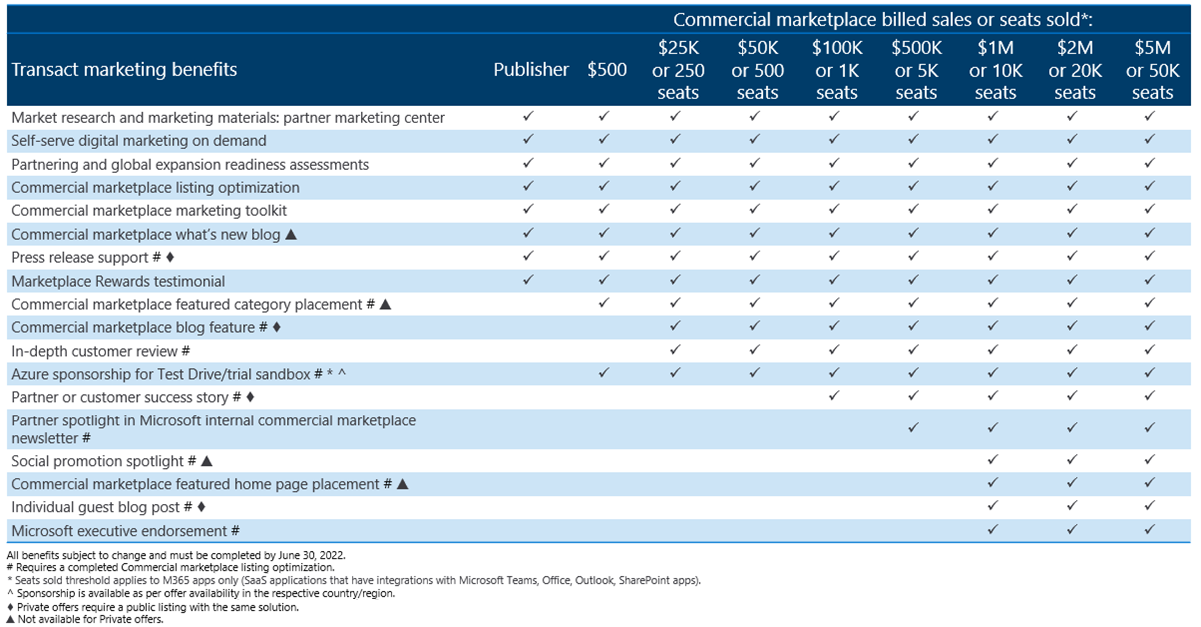 Commercial marketplace billed sales or seats sold*:
Transact marketing benefits Publisher $500 $25K or 250 seats $50K or 500 seats $100K or 1K seats $500K or 5K seats $1M or 10K seats $2M or 20K seats $5M or 50K seats
Market research and marketing materials: partner marketing center ✓ ✓ ✓ ✓ ✓ ✓ ✓ ✓ ✓
Self-serve digital marketing on demand ✓ ✓ ✓ ✓ ✓ ✓ ✓ ✓ ✓
Partnering and global expansion readiness assessments ✓ ✓ ✓ ✓ ✓ ✓ ✓ ✓ ✓
Commercial marketplace listing optimization ✓ ✓ ✓ ✓ ✓ ✓ ✓ ✓ ✓
Commercial marketplace marketing toolkit ✓ ✓ ✓ ✓ ✓ ✓ ✓ ✓ ✓
Commercial marketplace what's new blog ▲ ✓ ✓ ✓ ✓ ✓ ✓ ✓ ✓ ✓
Press release support # ♦ ✓ ✓ ✓ ✓ ✓ ✓ ✓ ✓ ✓
Marketplace Rewards testimonial ✓ ✓ ✓ ✓ ✓ ✓ ✓ ✓ ✓
Commercial marketplace featured category placement # ▲ ✓ ✓ ✓ ✓ ✓ ✓ ✓ ✓
Commercial marketplace blog feature # ♦ ✓ ✓ ✓ ✓ ✓ ✓ ✓
In-depth customer review # ✓ ✓ ✓ ✓ ✓ ✓ ✓
Azure sponsorship for Test Drive/trial sandbox # * ^ ✓ ✓ ✓ ✓ ✓ ✓ ✓ ✓
Partner or customer success story # ♦ ✓ ✓ ✓ ✓ ✓
Partner spotlight in Microsoft internal commercial marketplace
newsletter # ✓ ✓ ✓ ✓
Social promotion spotlight # ▲ ✓ ✓ ✓
Commercial marketplace featured home page placement # ▲ ✓ ✓ ✓
Individual guest blog post # ♦ ✓ ✓ ✓
Microsoft executive endorsement # ✓ ✓ ✓
All benefits subject to change and must be completed by June 30, 2022.
# Requires a completed Commercial marketplace listing optimization.
* Seats sold threshold applies to M365 apps only (SaaS applications that have integrations with Microsoft Teams, Office, Outlook, SharePoint apps).
^ Sponsorship is available as per offer availability in the respective country/region.
♦ Private offers require a public listing with the same solution.
▲ Not available for Private offers.